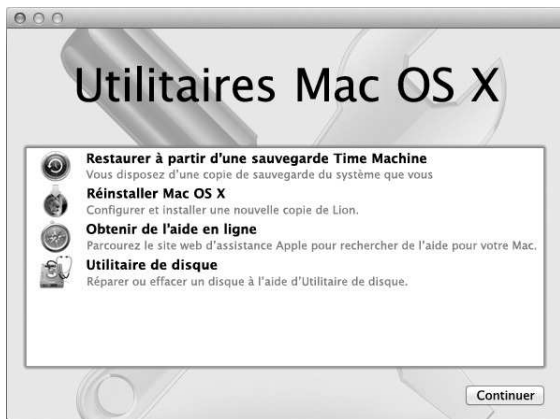 Utilitaires Mac OS X
Restaurer à partir d'une sauvegarde Time Machine
Vous disposez d'une copie de sauvegarde du système que vous
Réinstaller Mac OS X
Configurer et installer une nouvelle copie de Lion.
Obtenir de l'aide en ligne
Parcourez le site web d'assistance Apple pour rechercher de l'aide pour votre Mac.
Utilitaire de disque
Réparer ou effacer un disque à l'aide d'Utilitaire de disque.
Continuer